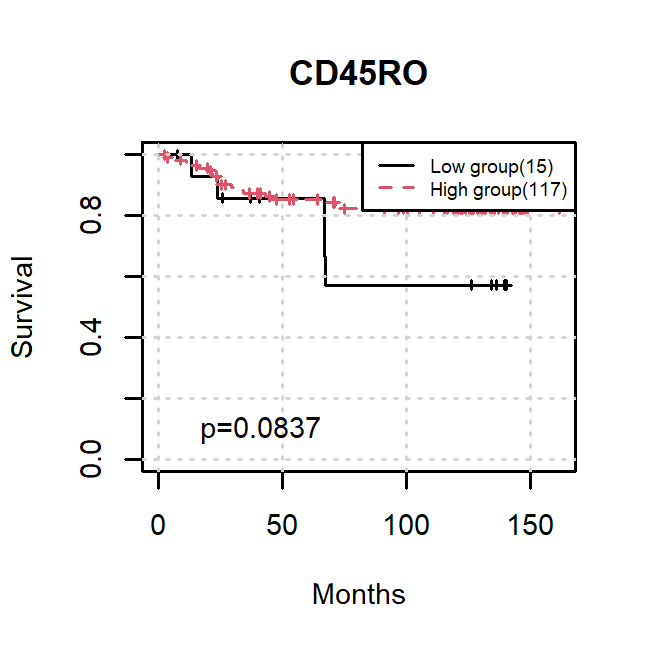 CD45RO
Low group(15)
High group(117)
Survival
0.8
0.4
0.0
p=0.0837
0 50 100 150
Months